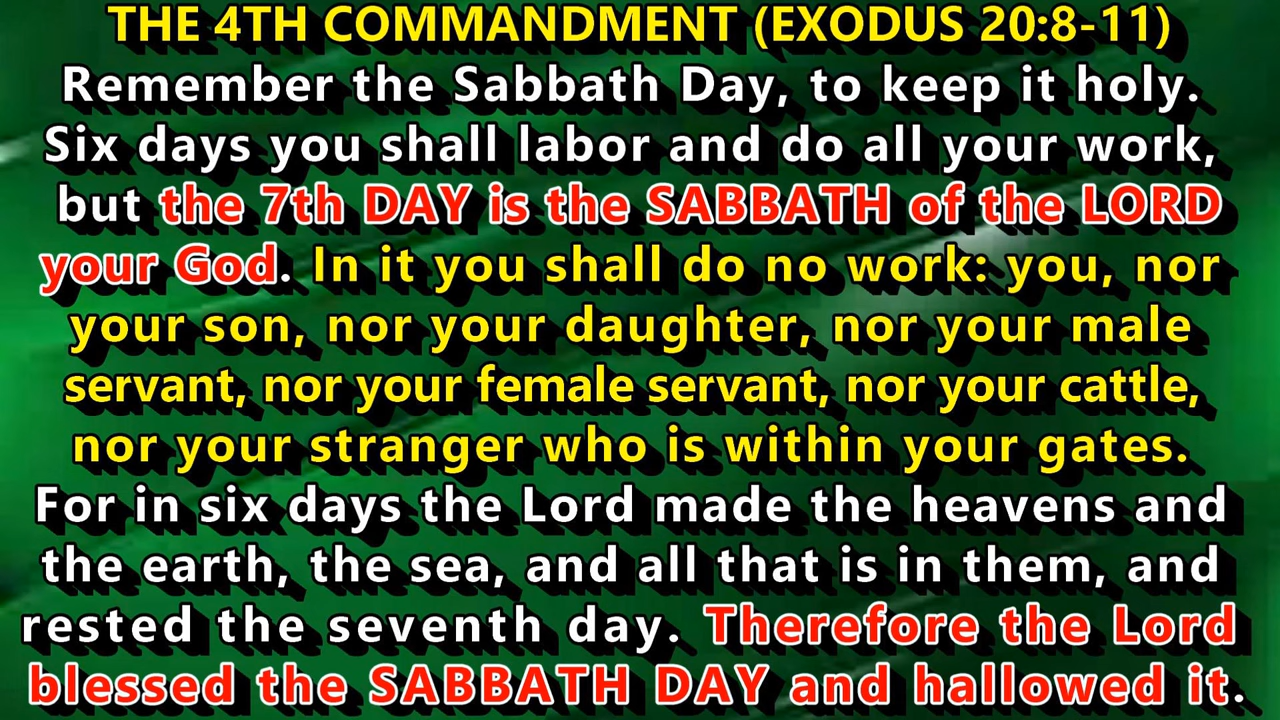 THE 4TH COMMANDMENT (EXODUS 20:8-11)
Remember the Sabbath Day, to keep it holy.
Six days you shall labor and do all your work,
but the 7th DAY is the SABBATH of the LORD
your God. In it you shall do no work: you, nor
your son, nor your daughter, nor your male
servant, nor your female servant, nor your cattle,
nor your stranger who is within your gates.
For in six days the Lord made the heavens and
the earth, the sea, and all that is in them, and
rested the seventh day. Therefore the Lord
blessed the SABBATH DAY and hallowed it.